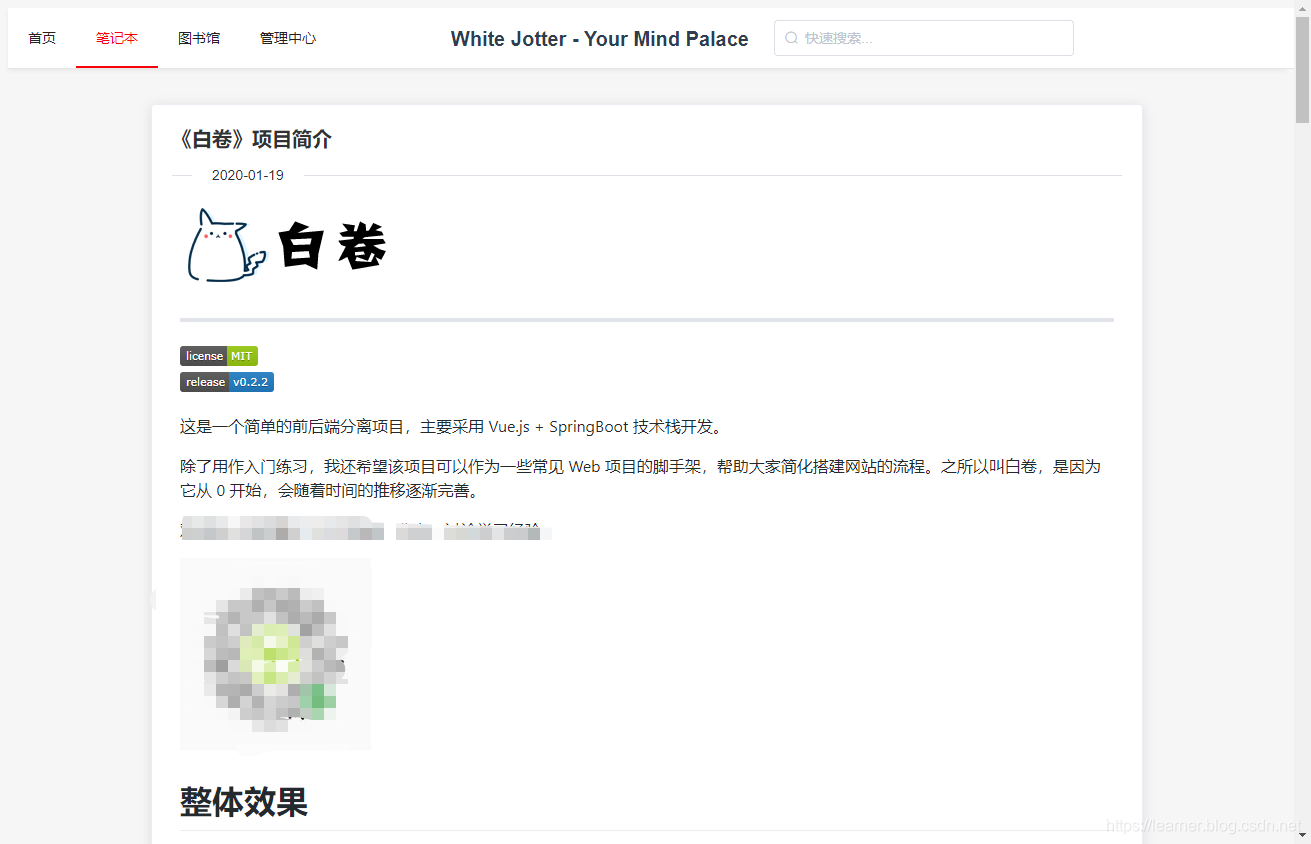 首页 笔记本 图书馆 管理中心 White Jotter - Your Mind Palace 快速搜索...
《白卷》项目简介
2020-01-19
白卷
license MIT
release v0.2.2
这是一个简单的前后端分离项目，主要采用 Vue.js + SpringBoot 技术栈开发。
除了用作入门练习，我还希望该项目可以作为一些常见 Web 项目的脚手架，帮助大家简化搭建网站的流程。之所以叫白卷，是因为
它从 0 开始，会随着时间的推移逐渐完善。
整体效果
https://learner.blog.csdn.net